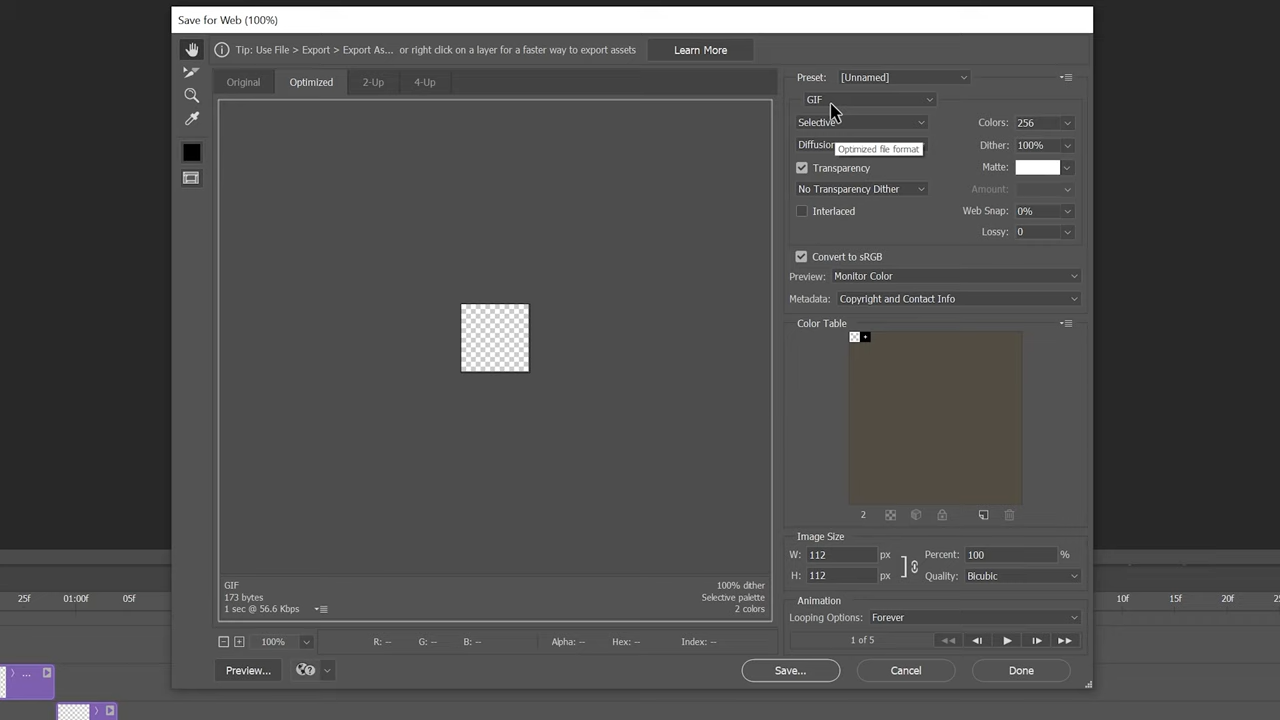 Save for Web (100%)
Tip: Use File > Export > Export As... or right click on a layer for a faster way to export assets
Learn More
Original Optimized 2-Up 4-Up
Preset: [Unnamed]
GIF
Selective Colors: 256
Diffusion Dither: 100%
Optimized file format
Transparency Matte:
No Transparency Dither Amount:
Interlaced Web Snap: 0%
Lossy: 0
Convert to sRGB
Preview: Monitor Color
Metadata: Copyright and Contact Info
Color Table
2
Image Size
W: 112 px Percent: 100 %
H: 112 px Quality: Bicubic
GIF 100% dither
173 bytes Selective palette
1 sec @ 56.6 Kbps 2 colors
Animation
Looping Options: Forever
1 of 5
100% R: -- G: -- B: -- Alpha: -- Hex: -- Index: --
Preview... Save... Cancel Done
25f 01:00f 05f 10f 15f 20f 25
...